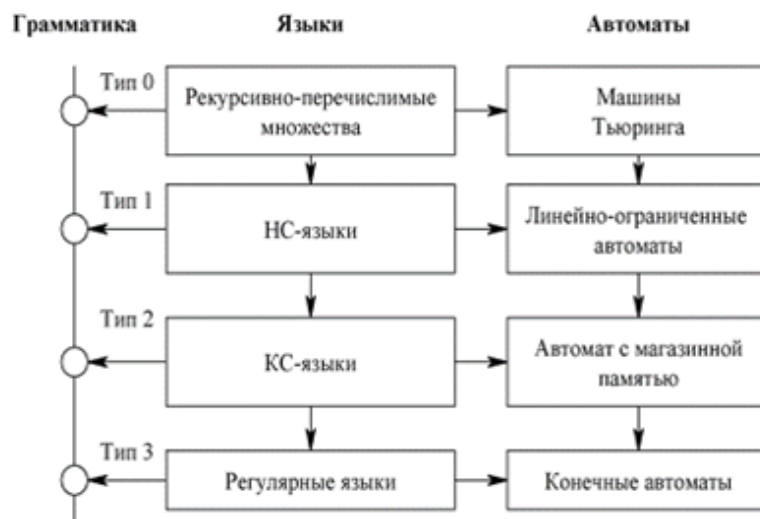 Грамматика Языки Автоматы
Тип 0
Рекурсивно-перечислимые
множества
Машины
Тьюринга
Тип 1
НС-языки
Линейно-ограниченные
автоматы
Тип 2
КС-языки
Автомат с магазинной
памятью
Тип 3
Регулярные языки
Конечные автоматы